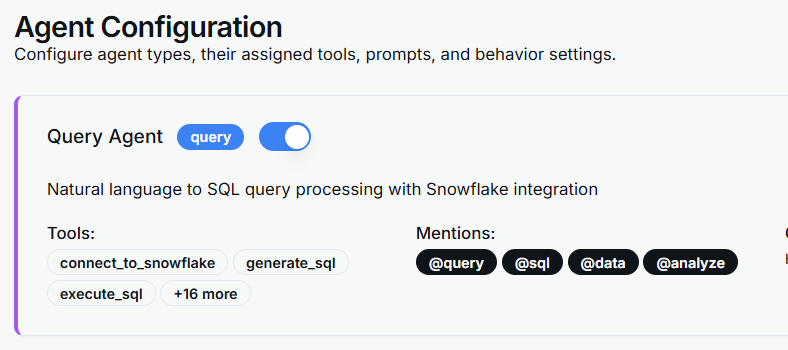 Agent Configuration
Configure agent types, their assigned tools, prompts, and behavior settings.
Query Agent query
Natural language to SQL query processing with Snowflake integration
Tools:
connect_to_snowflake generate_sql
execute_sql +16 more
Mentions:
@query @sql @data @analyze